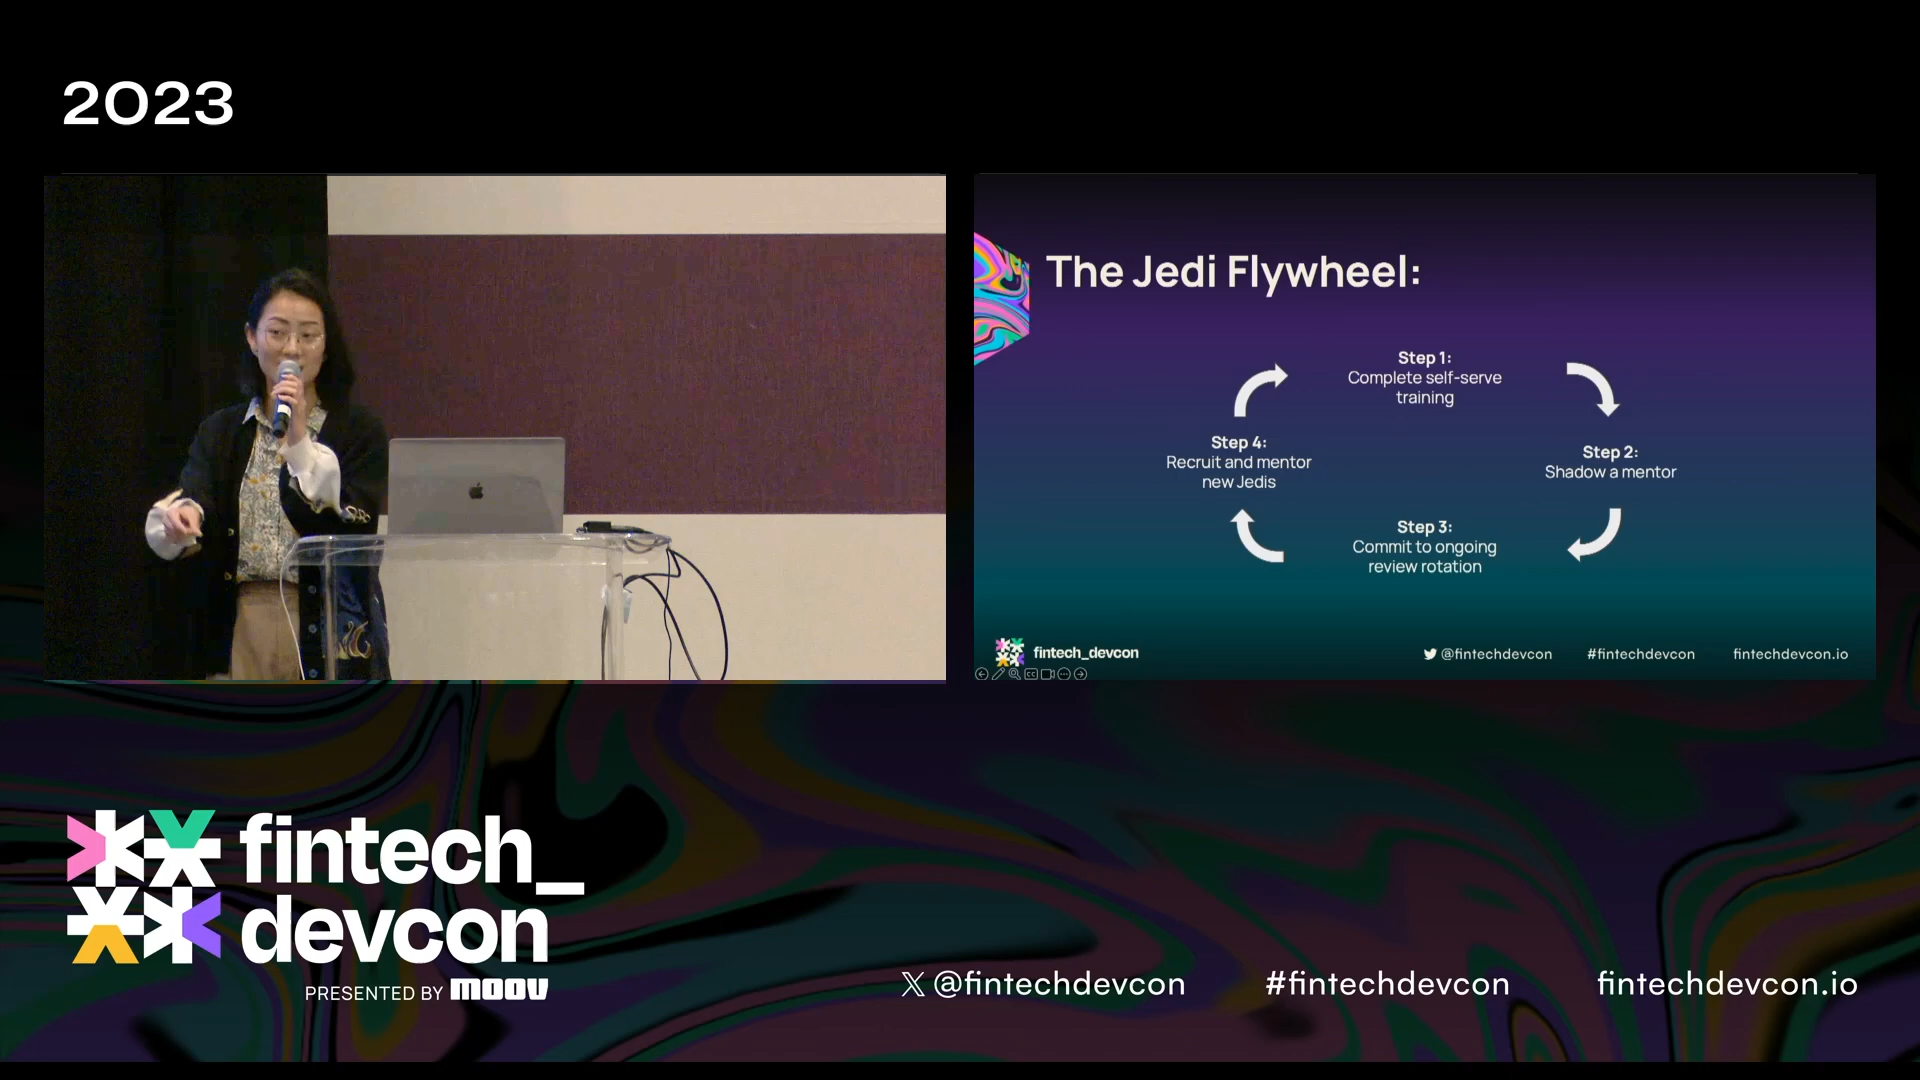 2023
The Jedi Flywheel:
Step 1:
Complete self-serve
training
Step 2:
Shadow a mentor
Step 3:
Commit to ongoing
review rotation
Step 4:
Recruit and mentor
new Jedis
fintech_devcon
@fintechdevcon
#fintechdevcon
fintechdevcon.io
fintech_
devcon
PRESENTED BY moov
@fintechdevcon
#fintechdevcon
fintechdevcon.io